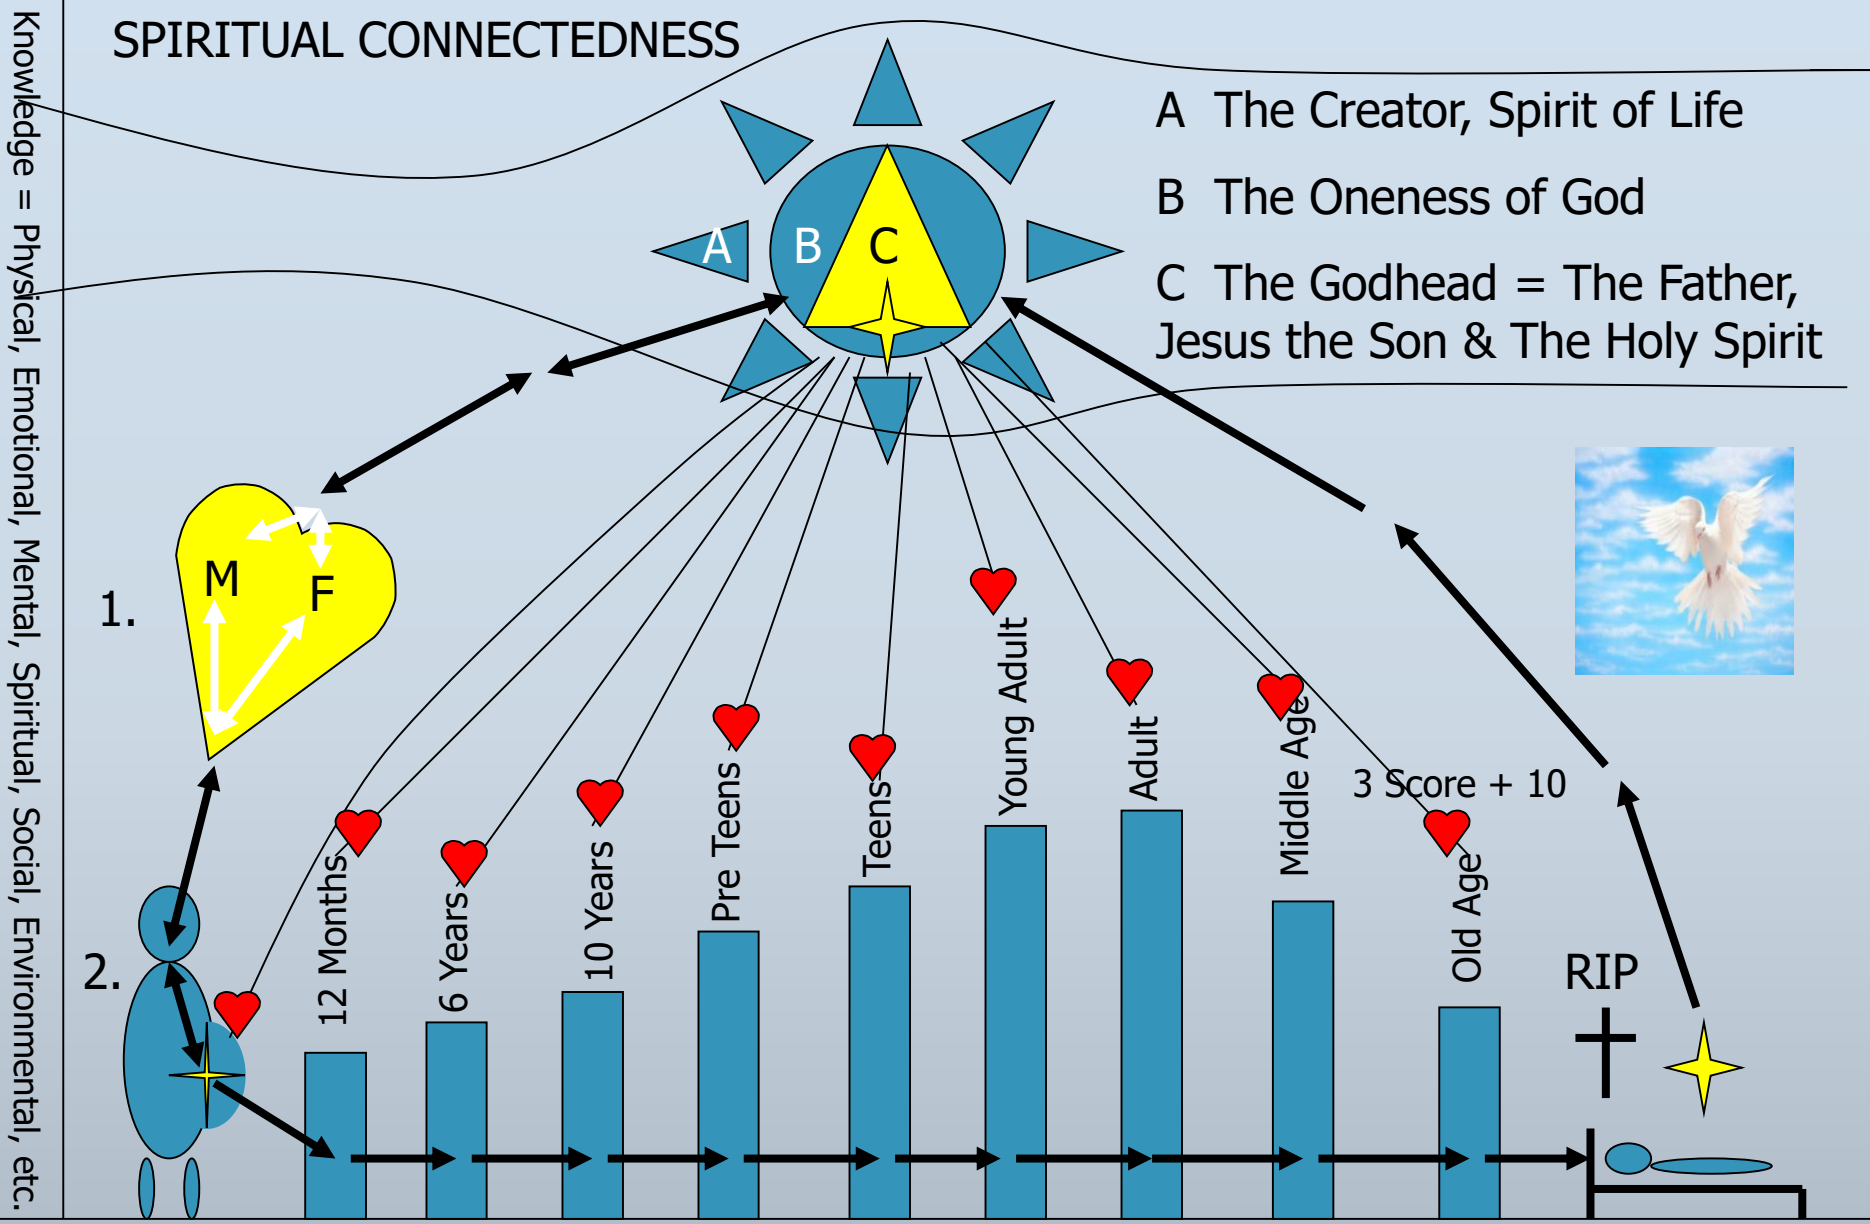 SPIRITUAL CONNECTEDNESS
Knowledge = Physical, Emotional, Mental, Spiritual, Social, Environmental, etc.
A The Creator, Spirit of Life
B The Oneness of God
C The Godhead = The Father,
Jesus the Son & The Holy Spirit
A
B
C
1.
M
F
2.
12 Months
6 Years
10 Years
Pre Teens
Teens
Young Adult
Adult
Middle Age
3 Score + 10
Old Age
RIP